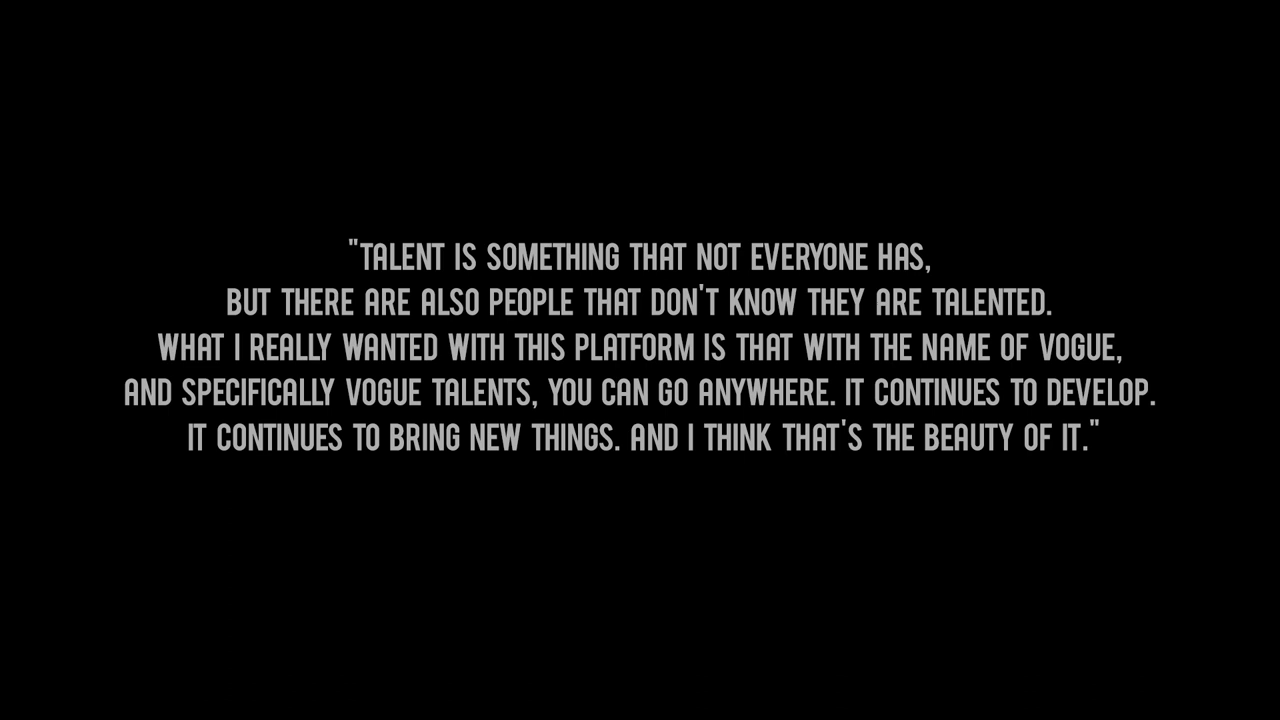 "TALENT IS SOMETHING THAT NOT EVERYONE HAS,
BUT THERE ARE ALSO PEOPLE THAT DON'T KNOW THEY ARE TALENTED.
WHAT I REALLY WANTED WITH THIS PLATFORM IS THAT WITH THE NAME OF VOGUE,
AND SPECIFICALLY VOGUE TALENTS, YOU CAN GO ANYWHERE. IT CONTINUES TO DEVELOP.
IT CONTINUES TO BRING NEW THINGS. AND I THINK THAT'S THE BEAUTY OF IT."